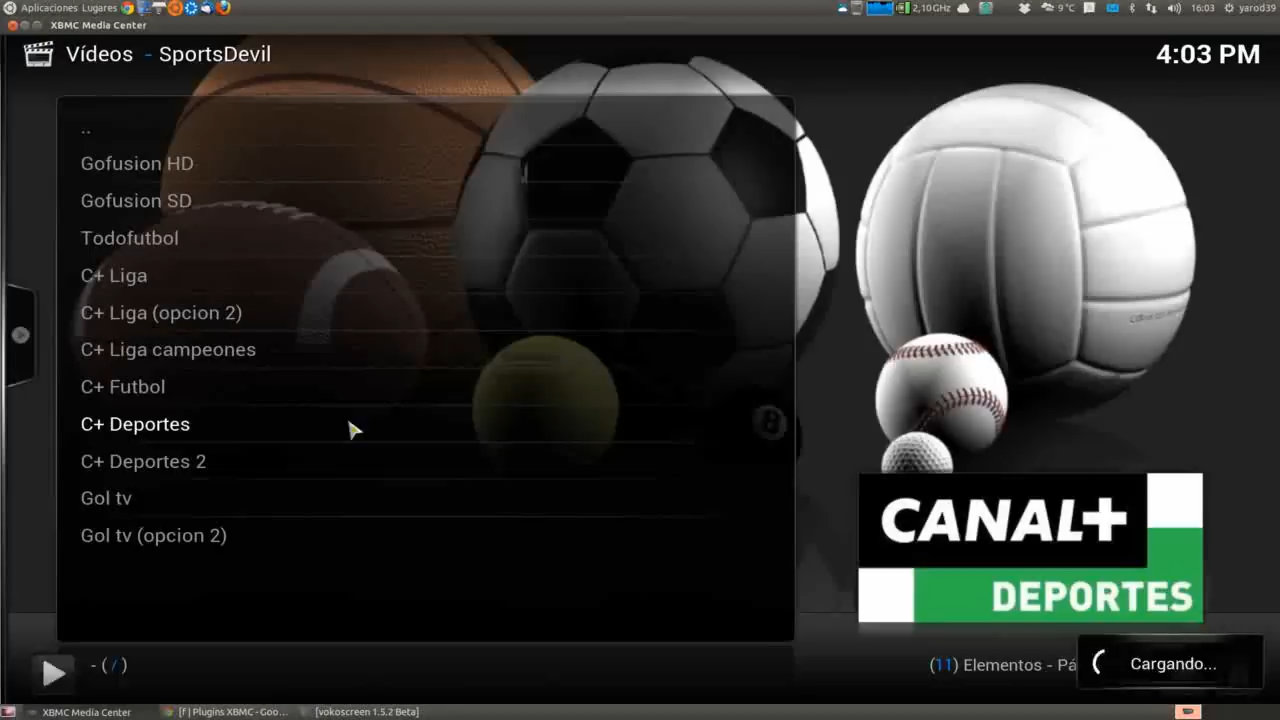 Aplicaciones Lugares 2,10GHz 9 °C 16:03 yarod39
XBMC Media Center
Vídeos - SportsDevil 4:03 PM
..
Gofusion HD
Gofusion SD
Todofutbol
C+ Liga
C+ Liga (opcion 2)
C+ Liga campeones
C+ Futbol
C+ Deportes
C+ Deportes 2
Gol tv
Gol tv (opcion 2)
8
CANAL+
DEPORTES
- ( / ) (11) Elementos - Pá Cargando...
XBMC Media Center [f | Plugins XBMC - Goo... [vokoscreen 1.5.2 Beta]